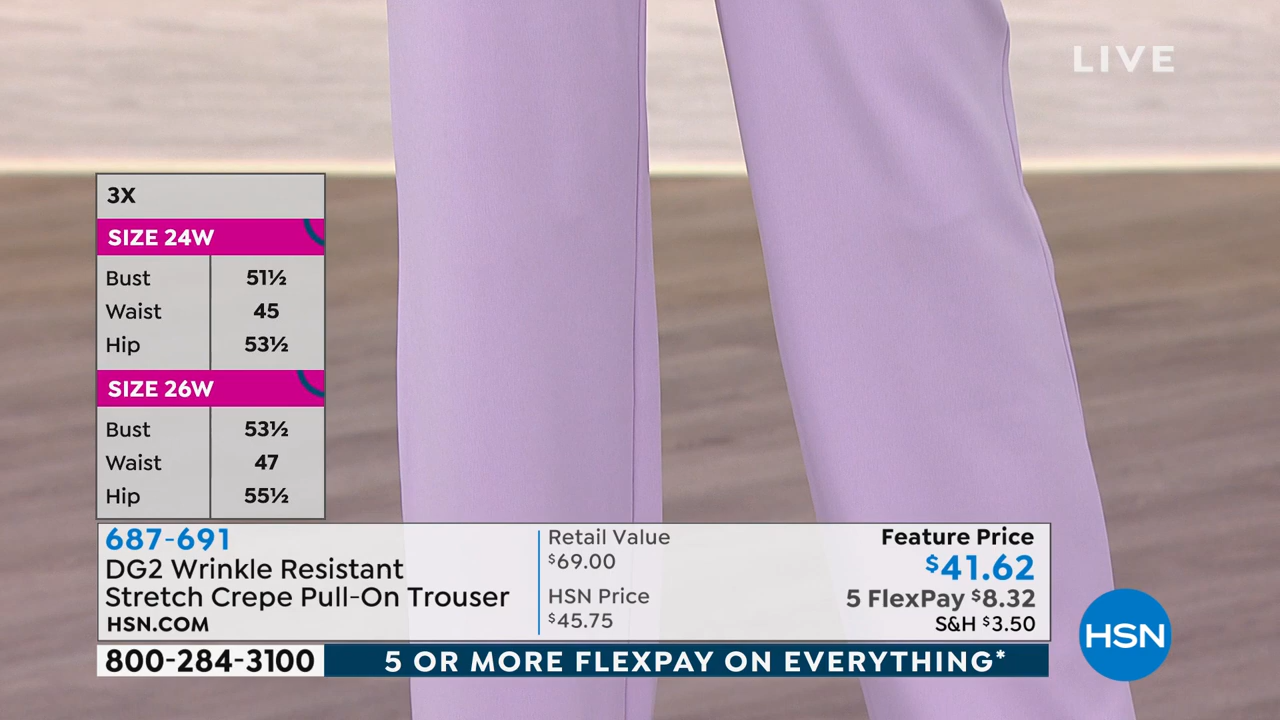 LIVE
3X
SIZE 24W
Bust 51½
Waist 45
Hip 53½
SIZE 26W
Bust 53½
Waist 47
Hip 55½
687-691
DG2 Wrinkle Resistant
Stretch Crepe Pull-On Trouser
HSN.COM
Retail Value
$69.00
HSN Price
$45.75
Feature Price
$41.62
5 FlexPay $8.32
S&H $3.50
800-284-3100
5 OR MORE FLEXPAY ON EVERYTHING*
HSN